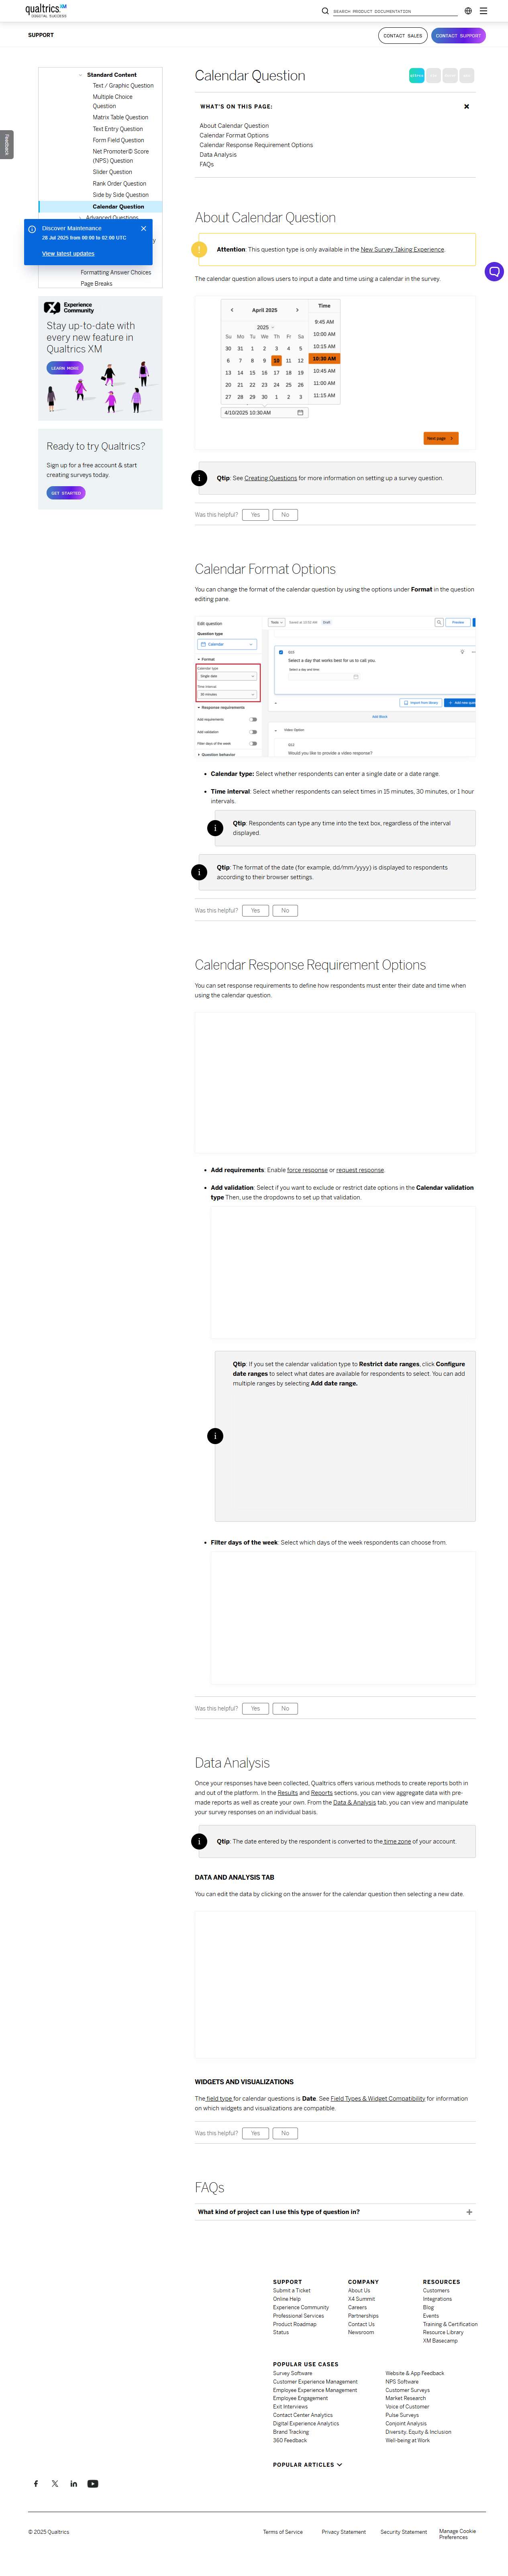 qualtrics.XM
DIGITAL SUCCESS
SEARCH PRODUCT DOCUMENTATION
SUPPORT
CONTACT SALES
CONTACT SUPPORT
Feedback
Standard Content
Text / Graphic Question
Multiple Choice
Question
Matrix Table Question
Text Entry Question
Form Field Question
Net Promoter© Score
(NPS) Question
Slider Question
Rank Order Question
Side by Side Question
Calendar Question
Advanced Questions
Discover Maintenance
28 Jul 2025 from 00:00 to 02:00 UTC
View latest updates
Formatting Answer Choices
Page Breaks
Experience
Community
Stay up-to-date with
every new feature in
Qualtrics XM
LEARN MORE
Ready to try Qualtrics?
Sign up for a free account & start
creating surveys today.
GET STARTED
Calendar Question
WHAT'S ON THIS PAGE:
About Calendar Question
Calendar Format Options
Calendar Response Requirement Options
Data Analysis
FAQs
About Calendar Question
Attention: This question type is only available in the New Survey Taking Experience.
The calendar question allows users to input a date and time using a calendar in the survey.
April 2025
2025
Su Mo Tu We Th Fr Sa
30 31 1 2 3 4 5
6 7 8 9 10 11 12
13 14 15 16 17 18 19
20 21 22 23 24 25 26
27 28 29 30 1 2 3
Time
9:45 AM
10:00 AM
10:15 AM
10:30 AM
10:45 AM
11:00 AM
11:15 AM
4/10/2025 10:30 AM
Next page
Qtip: See Creating Questions for more information on setting up a survey question.
Was this helpful? Yes No
Calendar Format Options
You can change the format of the calendar question by using the options under Format in the question
editing pane.
Edit question
Question type
Calendar
Format
Calendar type
Single date
Time interval
30 minutes
Response requirements
Add requirements
Add validation
Filter days of the week
Question behavior
Tools
Saved at 10:02 AM
Draft
Preview
Select a day that works best for us to call you.
Select a day and time:
Import from library
Add new que
Add Block
Video Option
Would you like to provide a video response?
Calendar type: Select whether respondents can enter a single date or a date range.
Time interval: Select whether respondents can select times in 15 minutes, 30 minutes, or 1 hour
intervals.
Qtip: Respondents can type any time into the text box, regardless of the interval
displayed.
Qtip: The format of the date (for example, dd/mm/yyyy) is displayed to respondents
according to their browser settings.
Was this helpful? Yes No
Calendar Response Requirement Options
You can set response requirements to define how respondents must enter their date and time when
using the calendar question.
Add requirements: Enable force response or request response.
Add validation: Select if you want to exclude or restrict date options in the Calendar validation
type Then, use the dropdowns to set up that validation.
Qtip: If you set the calendar validation type to Restrict date ranges, click Configure
date ranges to select what dates are available for respondents to select. You can add
multiple ranges by selecting Add date range.
Filter days of the week: Select which days of the week respondents can choose from.
Was this helpful? Yes No
Data Analysis
Once your responses have been collected, Qualtrics offers various methods to create reports both in
and out of the platform. In the Results and Reports sections, you can view aggregate data with pre-
made reports as well as create your own. From the Data & Analysis tab, you can view and manipulate
your survey responses on an individual basis.
Qtip: The date entered by the respondent is converted to the time zone of your account.
DATA AND ANALYSIS TAB
You can edit the data by clicking on the answer for the calendar question then selecting a new date.
WIDGETS AND VISUALIZATIONS
The field type for calendar questions is Date. See Field Types & Widget Compatibility for information
on which widgets and visualizations are compatible.
Was this helpful? Yes No
FAQs
What kind of project can I use this type of question in?
SUPPORT
Submit a Ticket
Online Help
Experience Community
Professional Services
Product Roadmap
Status
COMPANY
About Us
X4 Summit
Careers
Partnerships
Contact Us
Newsroom
RESOURCES
Customers
Integrations
Blog
Events
Training & Certification
Resource Library
XM Basecamp
POPULAR USE CASES
Survey Software
Customer Experience Management
Employee Experience Management
Employee Engagement
Exit Interviews
Contact Center Analytics
Digital Experience Analytics
Brand Tracking
360 Feedback
Website & App Feedback
NPS Software
Customer Surveys
Market Research
Voice of Customer
Pulse Surveys
Conjoint Analysis
Diversity, Equity & Inclusion
Well-being at Work
POPULAR ARTICLES
© 2025 Qualtrics
Terms of Service
Privacy Statement
Security Statement
Manage Cookie
Preferences